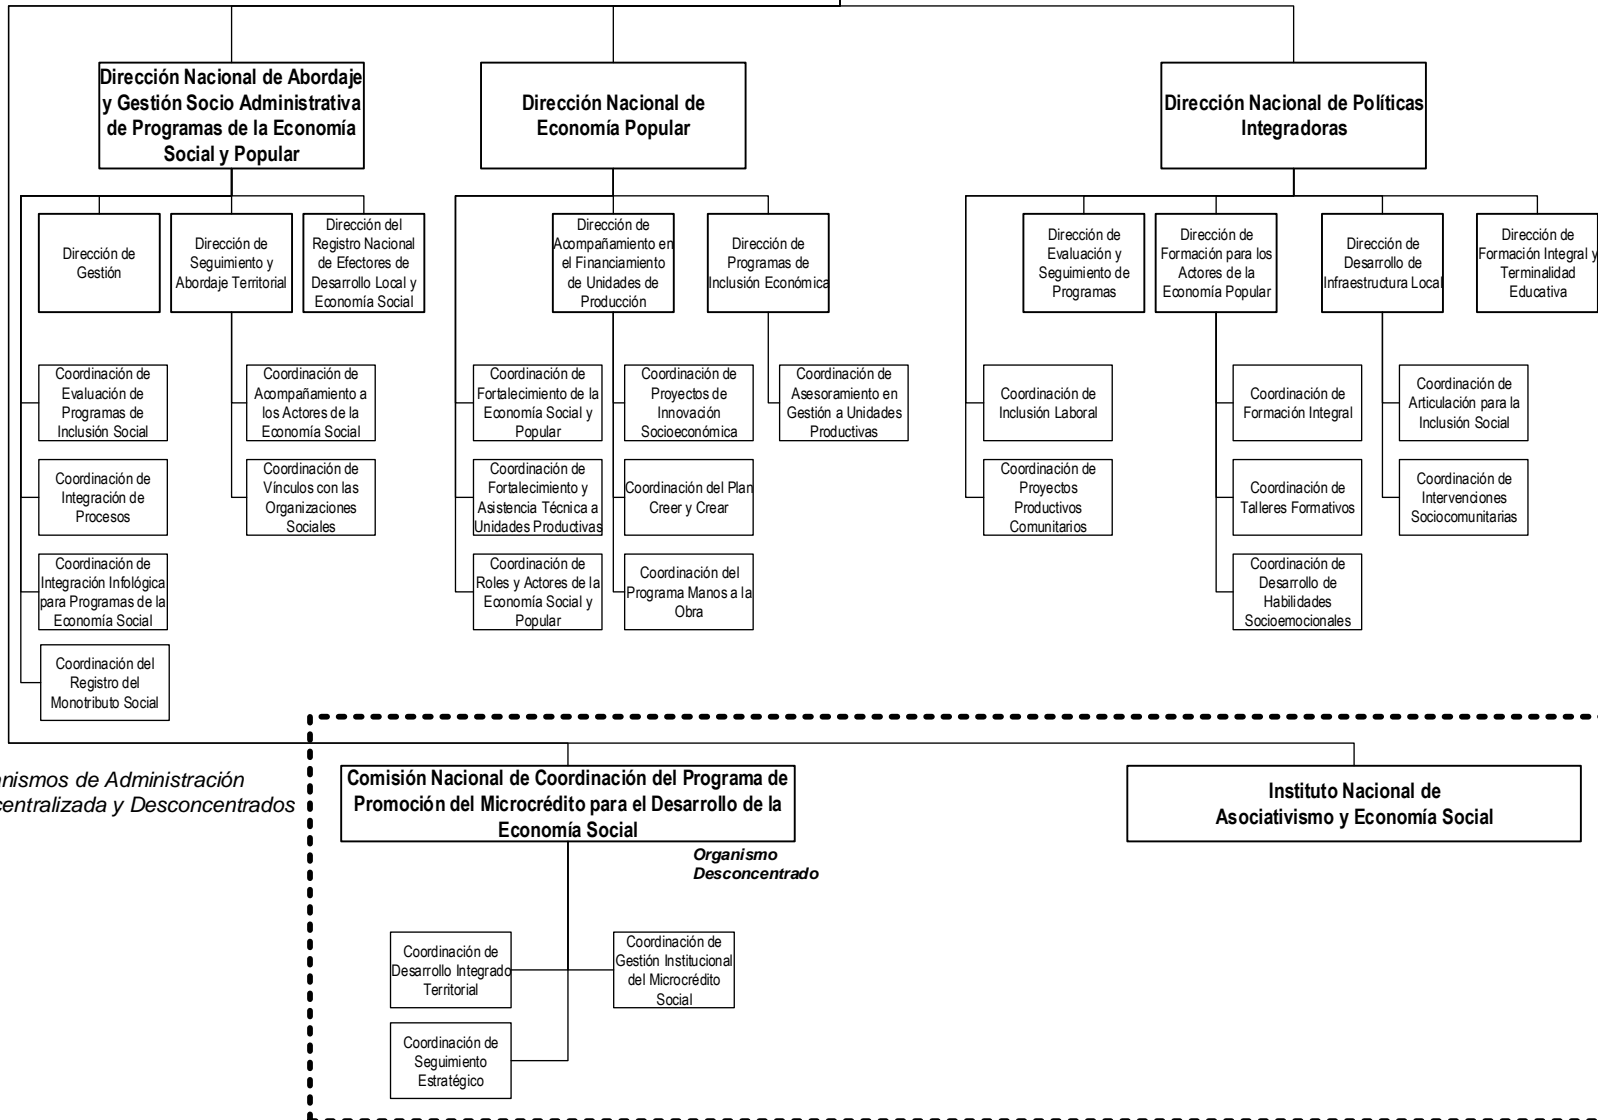 Dirección Nacional de Abordaje
y Gestión Socio Administrativa
de Programas de la Economía
Social y Popular
Dirección Nacional de
Economía Popular
Dirección Nacional de Políticas
Integradoras
Dirección de
Gestión
Dirección de
Seguimiento y
Abordaje Territorial
Dirección del
Registro Nacional
de Efectores de
Desarrollo Local y
Economía Social
Dirección de
Acompañamiento en
el Financiamiento
de Unidades de
Producción
Dirección de
Programas de
Inclusión Económica
Dirección de
Evaluación y
Seguimiento de
Programas
Dirección de
Formación para los
Actores de la
Economía Popular
Dirección de
Desarrollo de
Infraestructura Local
Dirección de
Formación Integral y
Terminalidad
Educativa
Coordinación de
Evaluación de
Programas de
Inclusión Social
Coordinación de
Acompañamiento a
los Actores de la
Economía Social
Coordinación de
Fortalecimiento de la
Economía Social y
Popular
Coordinación de
Proyectos de
Innovación
Socioeconómica
Coordinación de
Asesoramiento en
Gestión a Unidades
Productivas
Coordinación de
Inclusión Laboral
Coordinación de
Formación Integral
Coordinación de
Articulación para la
Inclusión Social
Coordinación de
Integración de
Procesos
Coordinación de
Vínculos con las
Organizaciones
Sociales
Coordinación de
Fortalecimiento y
Asistencia Técnica a
Unidades Productivas
Coordinación del Plan
Creer y Crear
Coordinación de
Proyectos
Productivos
Comunitarios
Coordinación de
Talleres Formativos
Coordinación de
Intervenciones
Sociocomunitarias
Coordinación de
Integración Infológica
para Programas de la
Economía Social
Coordinación de
Roles y Actores de la
Economía Social y
Popular
Coordinación del
Programa Manos a la
Obra
Coordinación de
Desarrollo de
Habilidades
Socioemocionales
Coordinación del
Registro del
Monotributo Social
anismos de Administración
centralizada y Desconcentrados
Comisión Nacional de Coordinación del Programa de
Promoción del Microcrédito para el Desarrollo de la
Economía Social
Instituto Nacional de
Asociativismo y Economía Social
Organismo
Desconcentrado
Coordinación de
Desarrollo Integrado
Territorial
Coordinación de
Gestión Institucional
del Microcrédito
Social
Coordinación de
Seguimiento
Estratégico